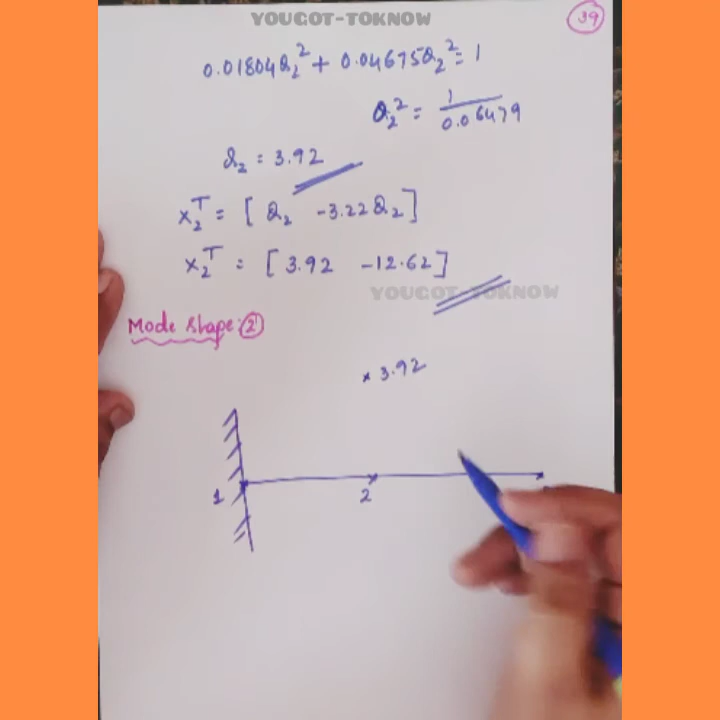 YOUGOT-TOKNOW
39
0.01804Q₂² + 0.04675Q₂² = 1
Q₂² = 1/0.06479
Q₂ = 3.92
X₂ᵀ = [ Q₂ -3.22Q₂ ]
X₂ᵀ = [ 3.92 -12.62 ]
YOUGOT-TOKNOW
Mode shape: 2
× 3.92
1
2